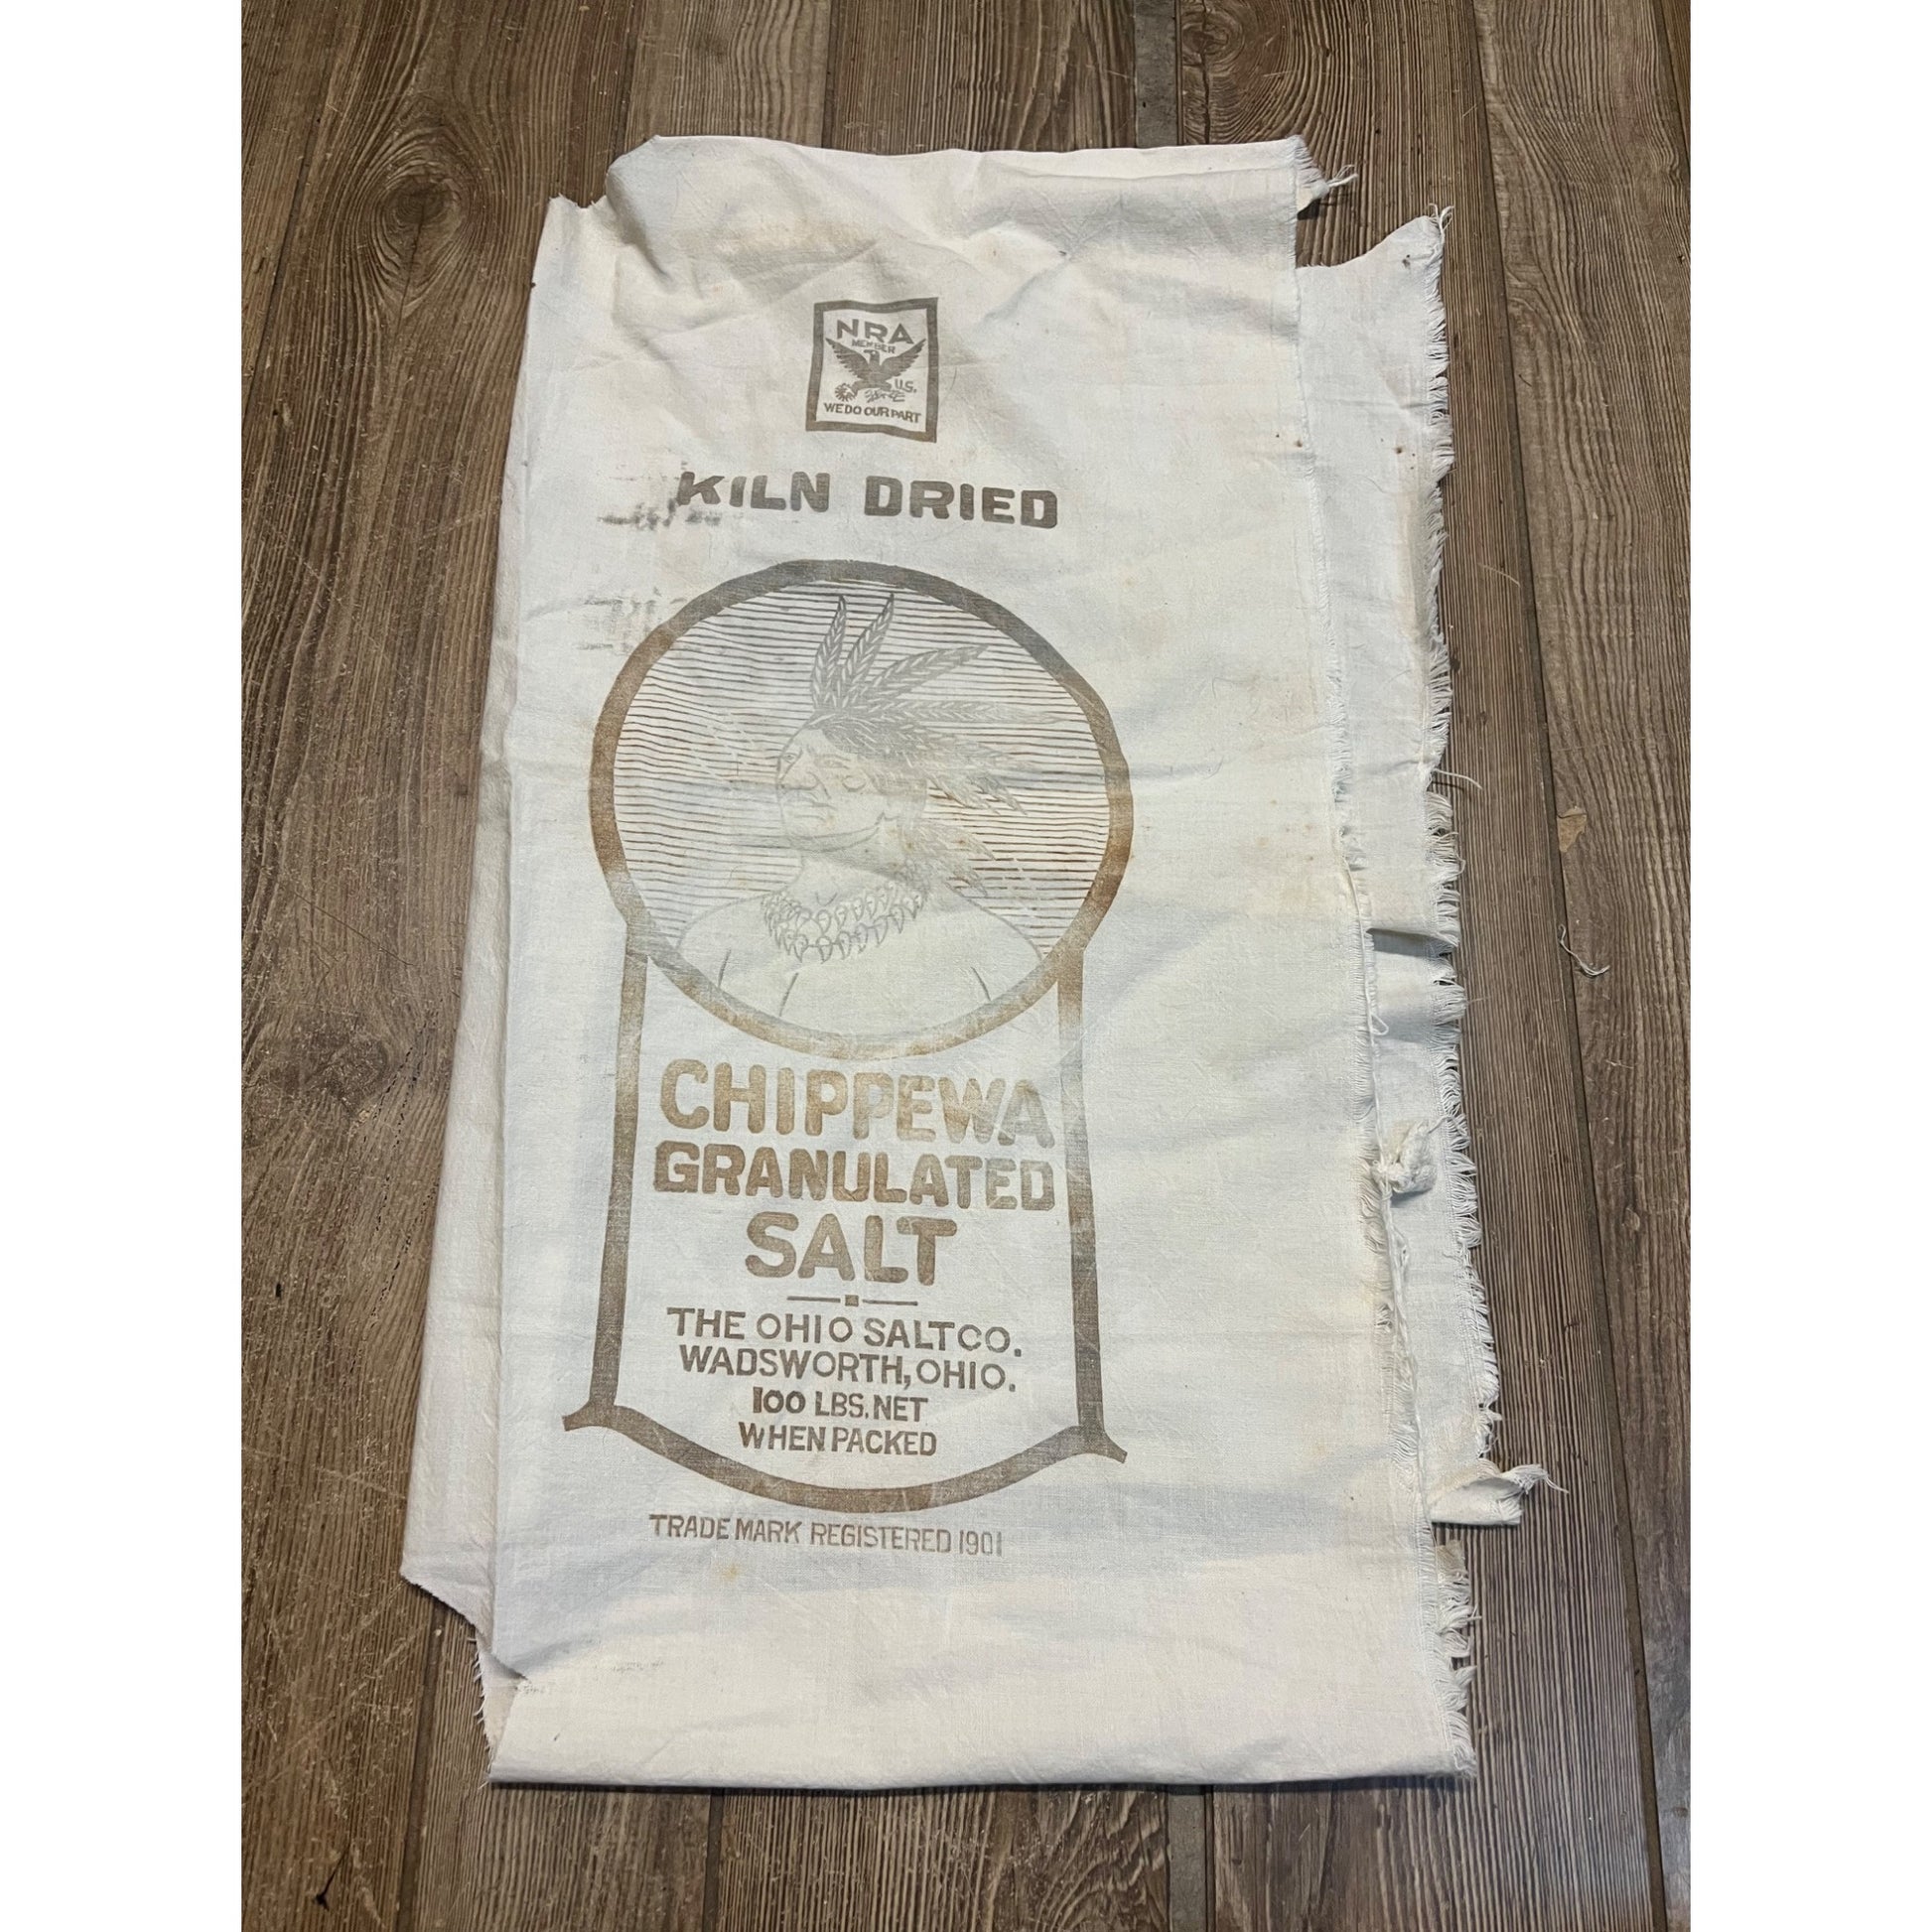 NRA
MEMBER
U.S.
WE DO OUR PART
KILN DRIED
CHIPPEWA
GRANULATED
SALT
THE OHIO SALT CO.
WADSWORTH, OHIO.
100 LBS. NET
WHEN PACKED
TRADE MARK REGISTERED 1901